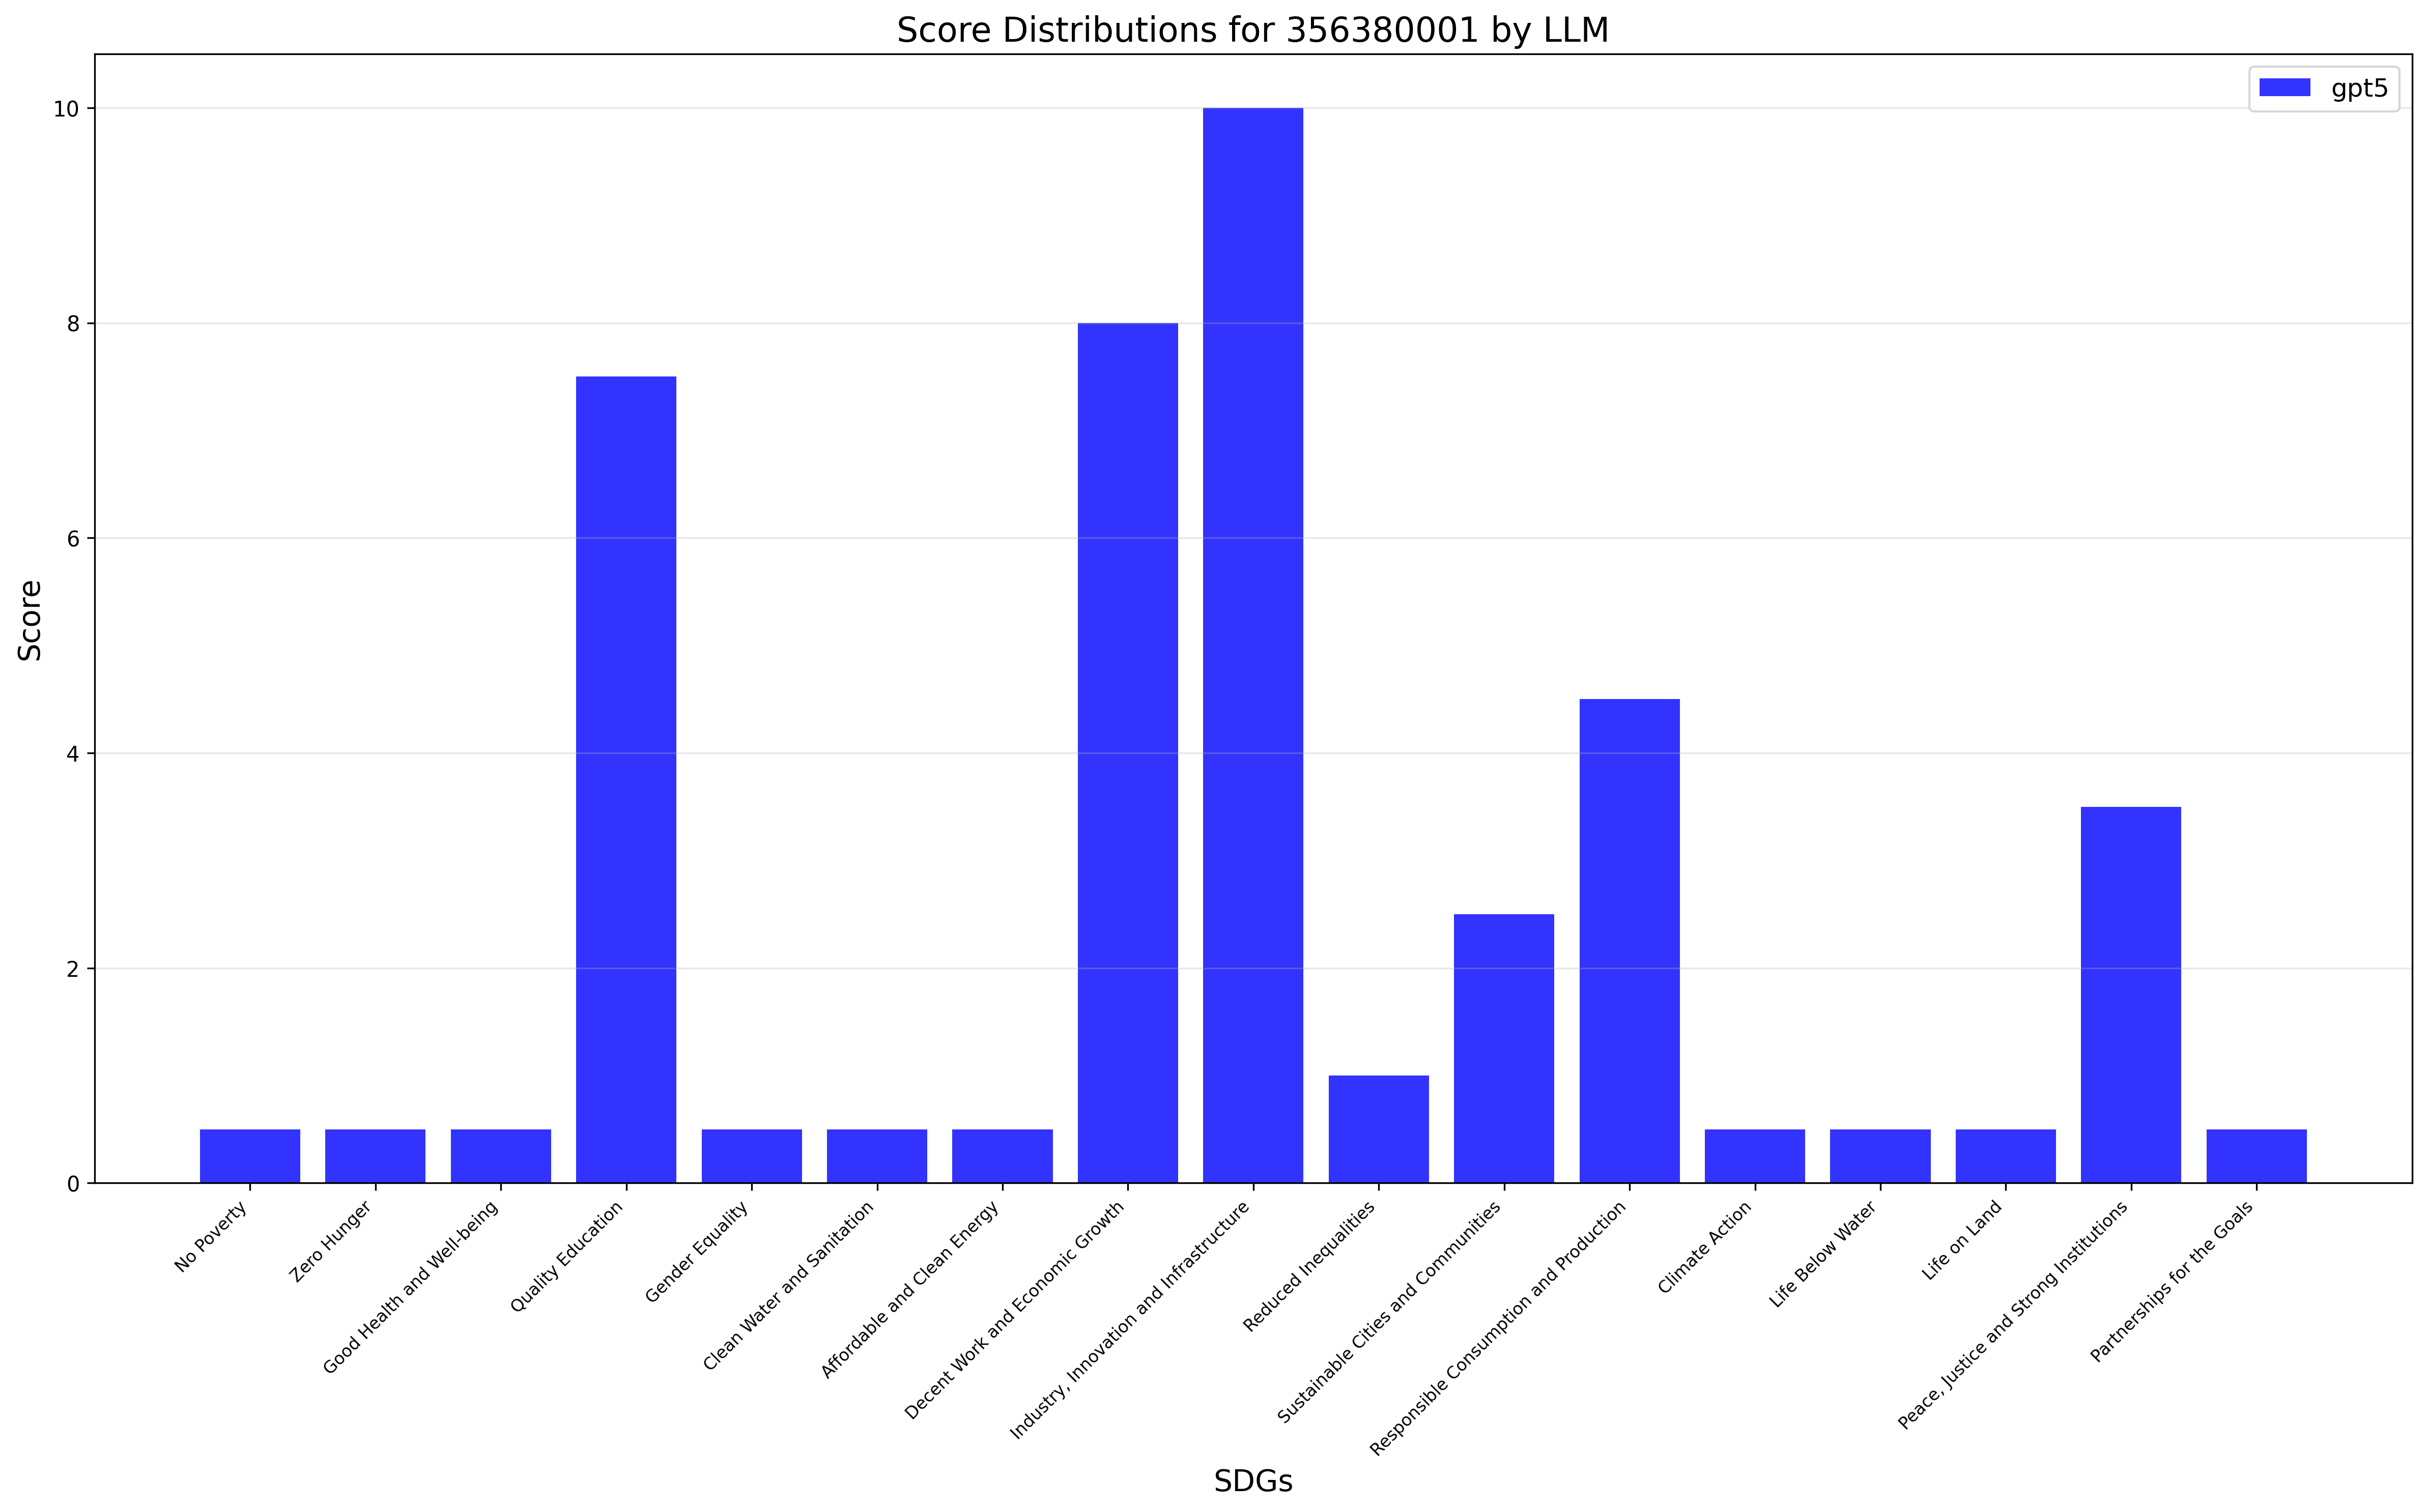 Score Distributions for 356380001 by LLM
gpt5
Score
10
8
6
4
2
0
No Poverty
Zero Hunger
Good Health and Well-being
Quality Education
Gender Equality
Clean Water and Sanitation
Affordable and Clean Energy
Decent Work and Economic Growth
Industry, Innovation and Infrastructure
Reduced Inequalities
Sustainable Cities and Communities
Responsible Consumption and Production
Climate Action
Life Below Water
Life on Land
Peace, Justice and Strong Institutions
Partnerships for the Goals
SDGs